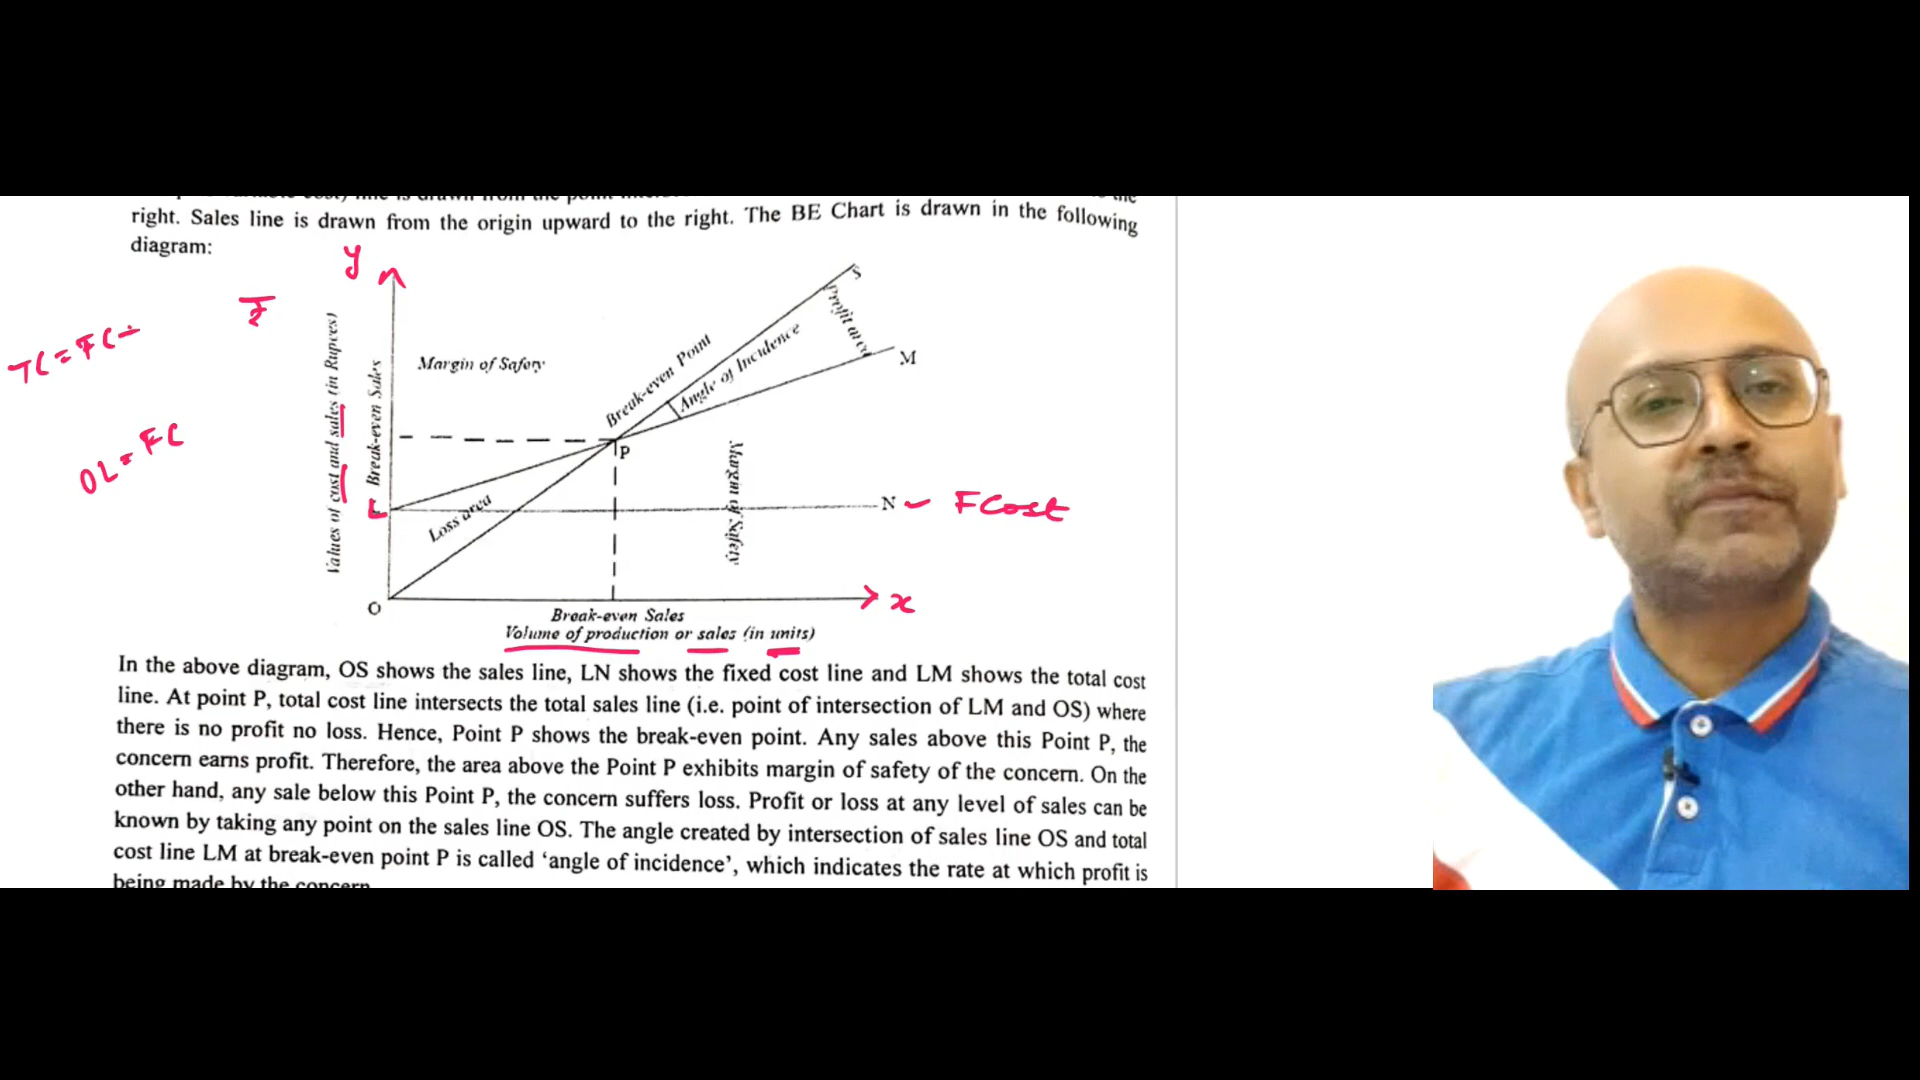 right. Sales line is drawn from the origin upward to the right. The BE Chart is drawn in the following
diagram:
y
₹
TC = FC +
OL = FC
Values of cost and sales (in Rupees)
Break-even Sales
Margin of Safory
Break-even Point
Angle of Incidence
Profit area
S
M
P
Loss area
Margin of Safety
L
N - F Cost
O
x
Break-even Sales
Volume of production or sales (in units)
In the above diagram, OS shows the sales line, LN shows the fixed cost line and LM shows the total cost
line. At point P, total cost line intersects the total sales line (i.e. point of intersection of LM and OS) where
there is no profit no loss. Hence, Point P shows the break-even point. Any sales above this Point P, the
concern earns profit. Therefore, the area above the Point P exhibits margin of safety of the concern. On the
other hand, any sale below this Point P, the concern suffers loss. Profit or loss at any level of sales can be
known by taking any point on the sales line OS. The angle created by intersection of sales line OS and total
cost line LM at break-even point P is called ‘angle of incidence’, which indicates the rate at which profit is
being made by the concern